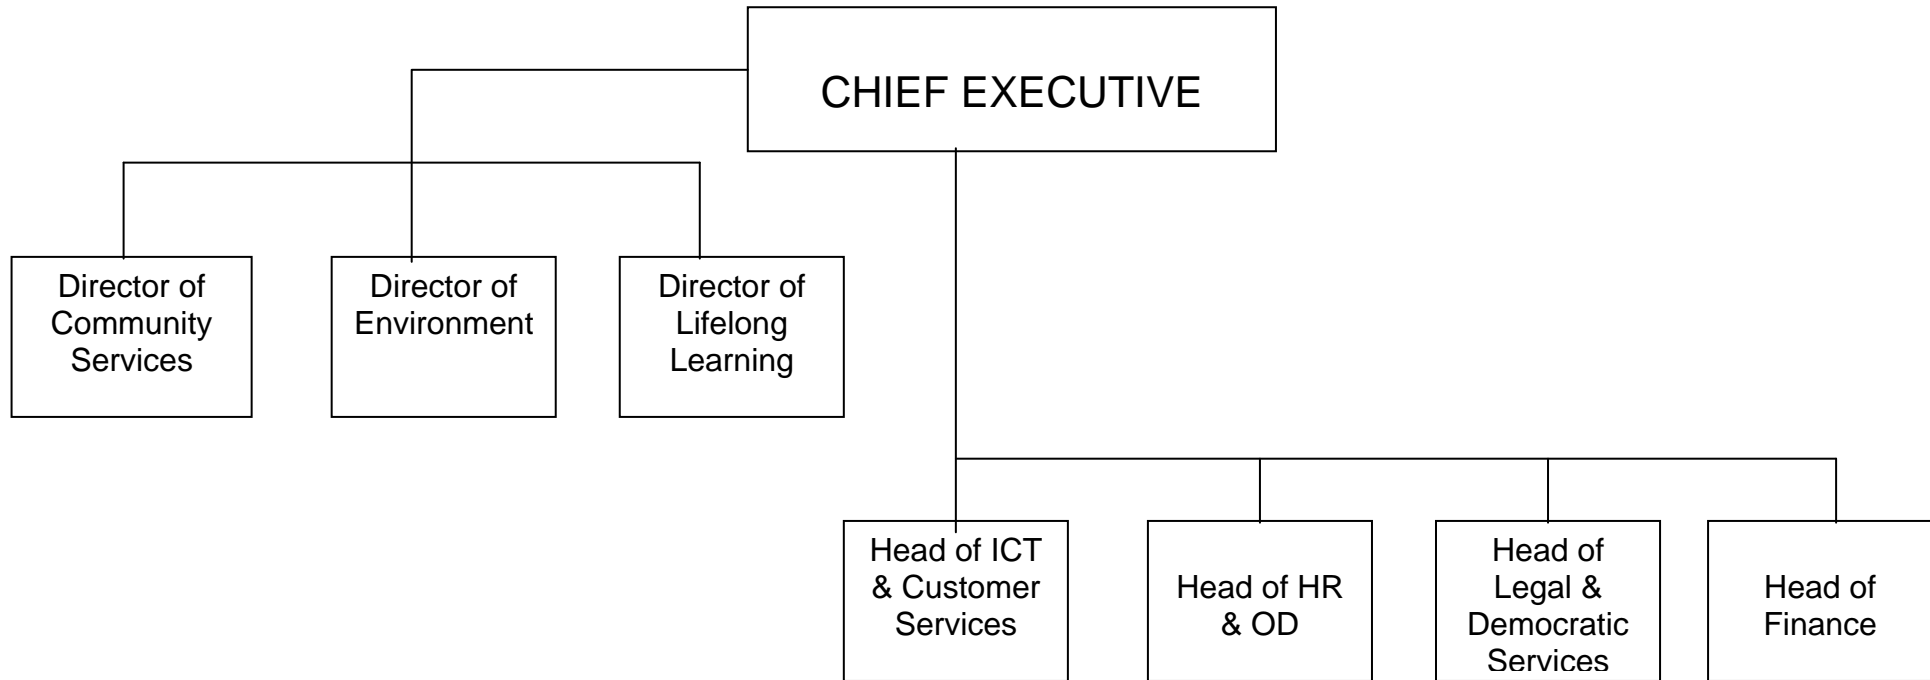 CHIEF EXECUTIVE
Director of
Community
Services
Director of
Environment
Director of
Lifelong
Learning
Head of ICT
& Customer
Services
Head of HR
& OD
Head of
Legal &
Democratic
Services
Head of
Finance